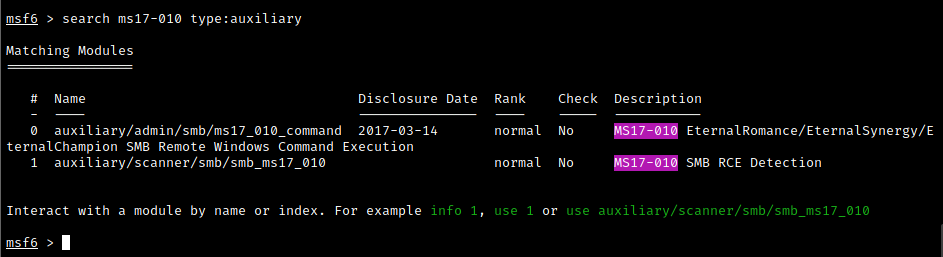 msf6 > search ms17-010 type:auxiliary
Matching Modules
================
#  Name                                  Disclosure Date  Rank    Check  Description
-  ----                                  ---------------  ----    -----  -----------
0  auxiliary/admin/smb/ms17_010_command  2017-03-14       normal  No     MS17-010 EternalRomance/EternalSynergy/E
ternalChampion SMB Remote Windows Command Execution
1  auxiliary/scanner/smb/smb_ms17_010                     normal  No     MS17-010 SMB RCE Detection
Interact with a module by name or index. For example info 1, use 1 or use auxiliary/scanner/smb/smb_ms17_010
msf6 >